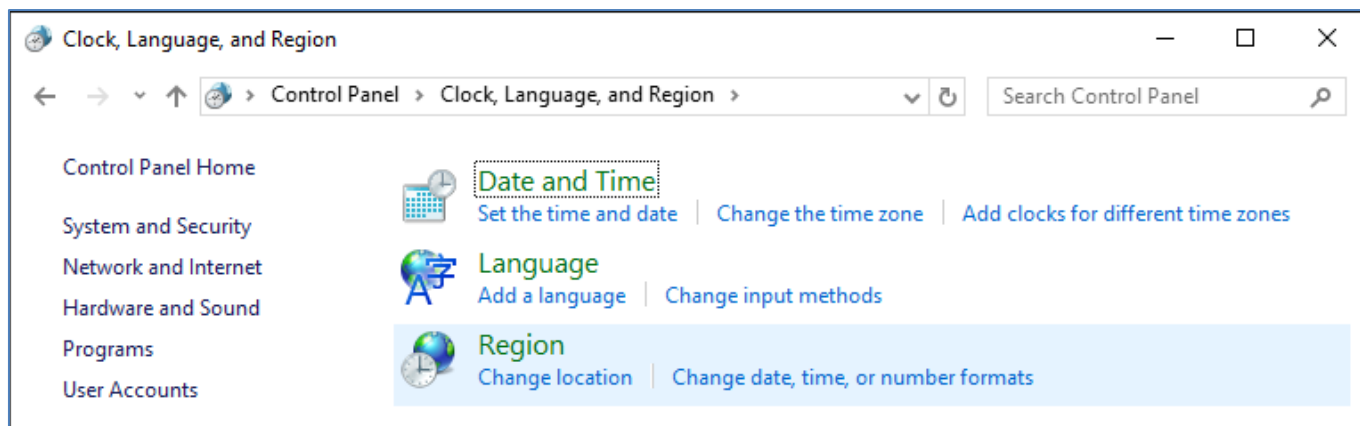 Clock, Language, and Region
Control Panel > Clock, Language, and Region >
Search Control Panel
Control Panel Home
System and Security
Network and Internet
Hardware and Sound
Programs
User Accounts
Date and Time
Set the time and date | Change the time zone | Add clocks for different time zones
Language
Add a language | Change input methods
Region
Change location | Change date, time, or number formats